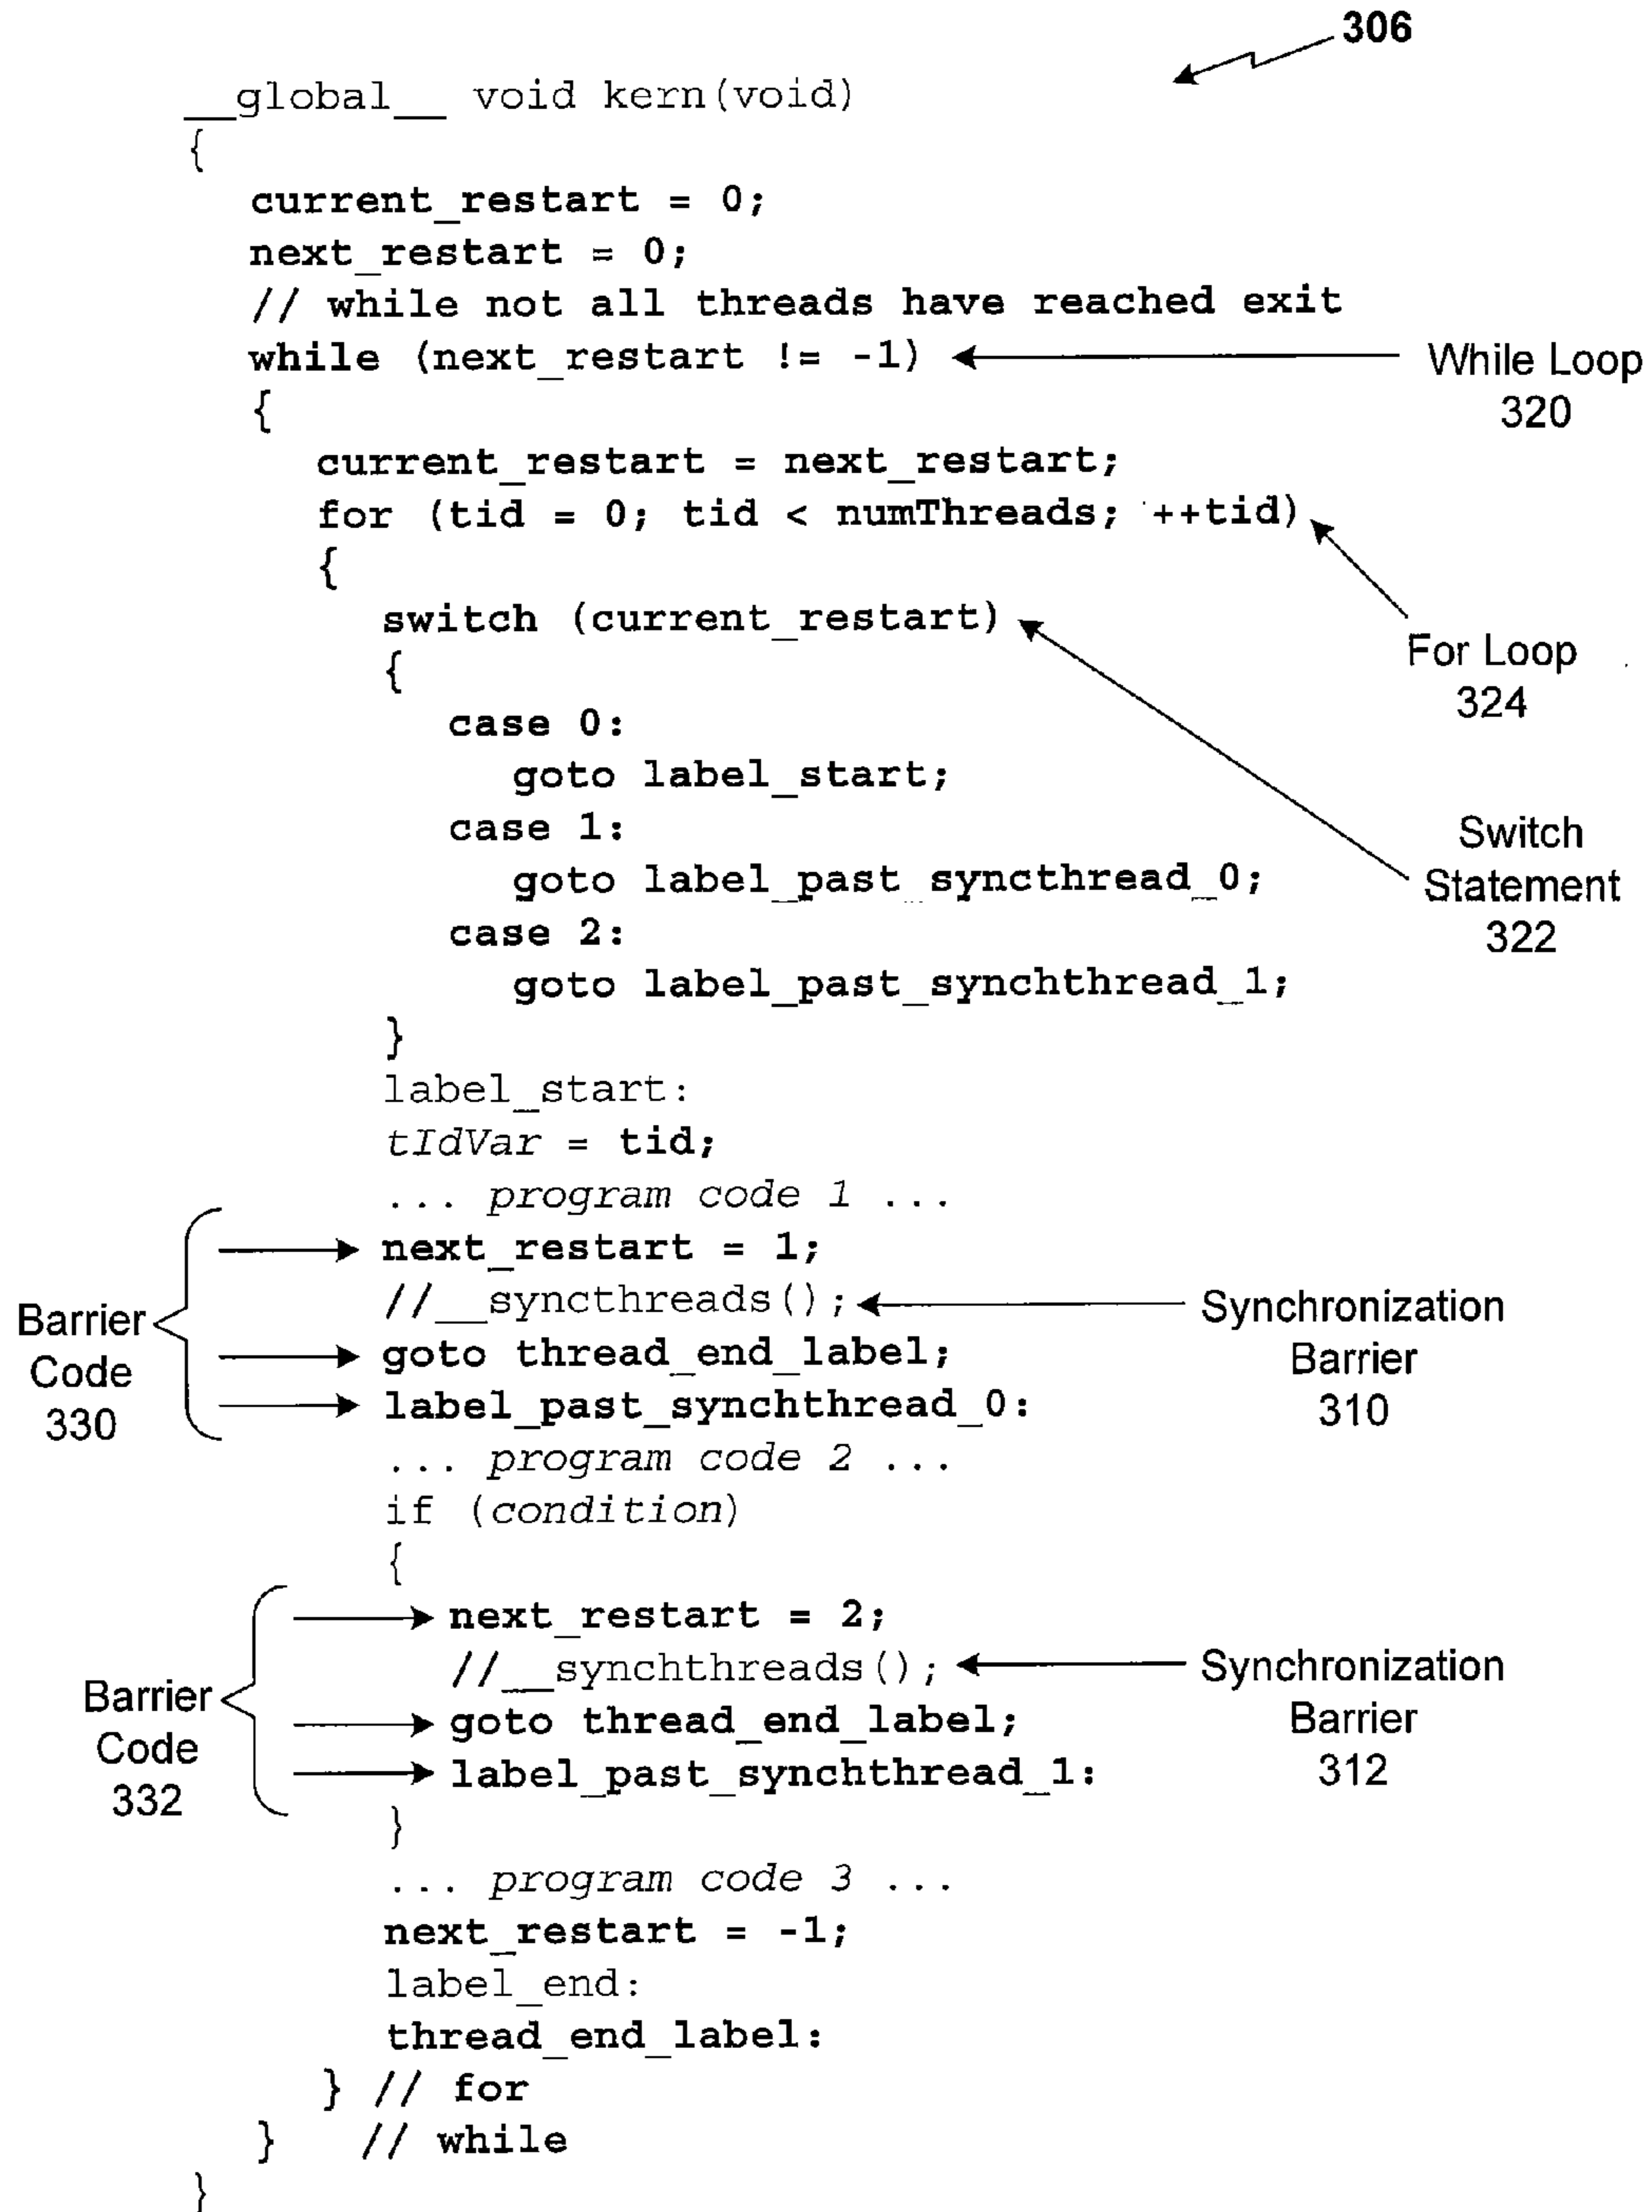 306
__global__ void kern(void)
{
current_restart = 0;
next_restart = 0;
// while not all threads have reached exit
while (next_restart != -1)
While Loop
320
{
current_restart = next_restart;
for (tid = 0; tid < numThreads; ++tid)
{
switch (current_restart)
For Loop
324
{
case 0:
goto label_start;
case 1:
goto label_past_syncthread_0;
Switch
Statement
322
case 2:
goto label_past_synchthread_1;
}
label_start:
tIdVar = tid;
... program code 1 ...
Barrier
Code
330
next_restart = 1;
//__syncthreads();
Synchronization
Barrier
310
goto thread_end_label;
label_past_synchthread_0:
... program code 2 ...
if (condition)
{
Barrier
Code
332
next_restart = 2;
//__synchthreads();
Synchronization
Barrier
312
goto thread_end_label;
label_past_synchthread_1:
}
... program code 3 ...
next_restart = -1;
label_end:
thread_end_label:
} // for
} // while
}